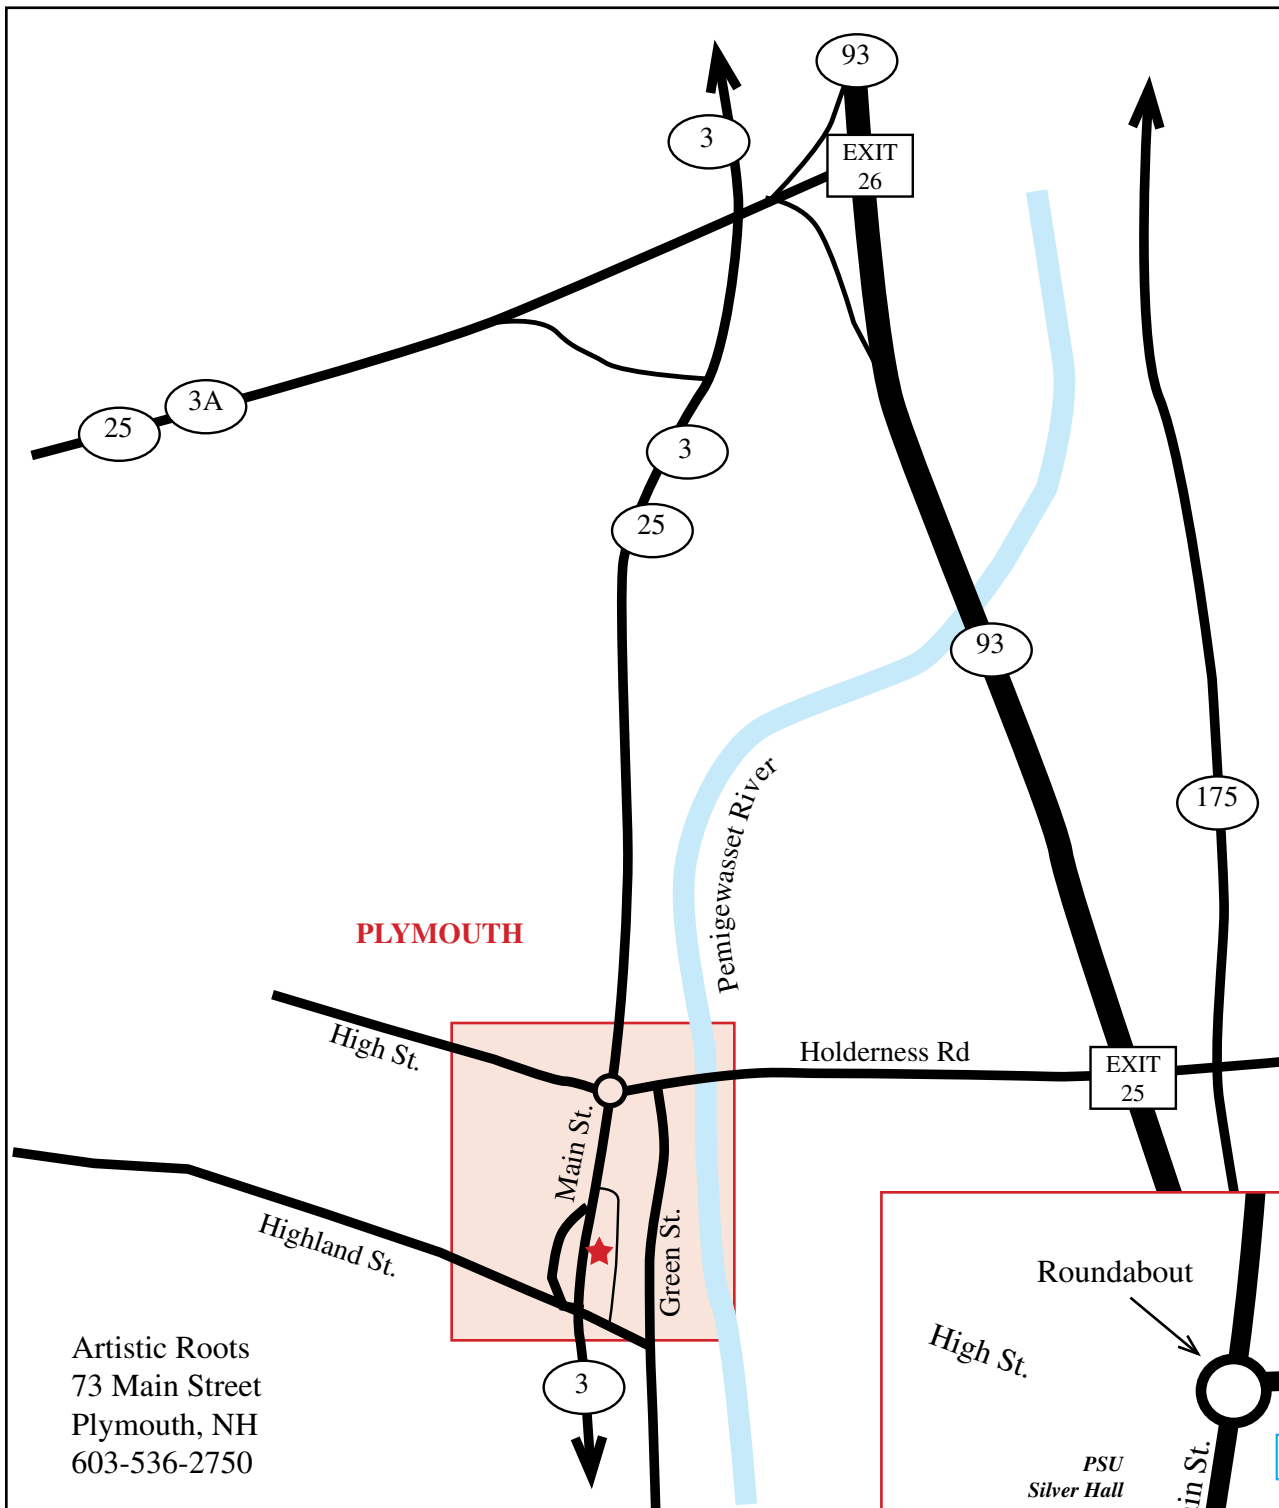 93
3
EXIT
26
3A
25
3
25
93
175
Pemigewasset River
PLYMOUTH
High St.
Holderness Rd
EXIT
25
Main St.
Highland St.
Green St.
3
Artistic Roots
73 Main Street
Plymouth, NH
603-536-2750
Roundabout
High St.
PSU
Silver Hall
in St.